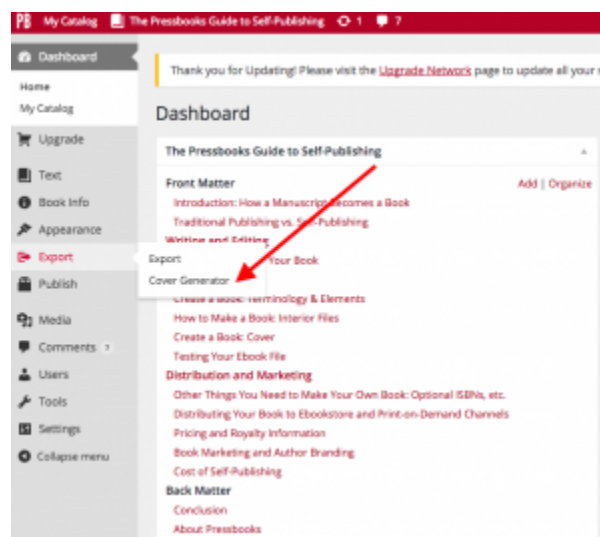 PB My Catalog The Pressbooks Guide to Self-Publishing 1 7
Dashboard
Home
My Catalog
Upgrade
Text
Book Info
Appearance
Export
Publish
Media
Comments
Users
Tools
Settings
Collapse menu
Export
Cover Generator
Thank you for Updating! Please visit the Upgrade Network page to update all your
Dashboard
The Pressbooks Guide to Self-Publishing
Front Matter
Add | Organize
Introduction: How a Manuscript Becomes a Book
Traditional Publishing vs. Self-Publishing
Writing and Editing
Your Book
Create a Book: Terminology & Elements
How to Make a Book: Interior Files
Create a Book: Cover
Testing Your Ebook File
Distribution and Marketing
Other Things You Need to Make Your Own Book: Optional ISBNs, etc.
Distributing Your Book to Ebookstore and Print-on-Demand Channels
Pricing and Royalty Information
Book Marketing and Author Branding
Cost of Self-Publishing
Back Matter
Conclusion
About Pressbooks